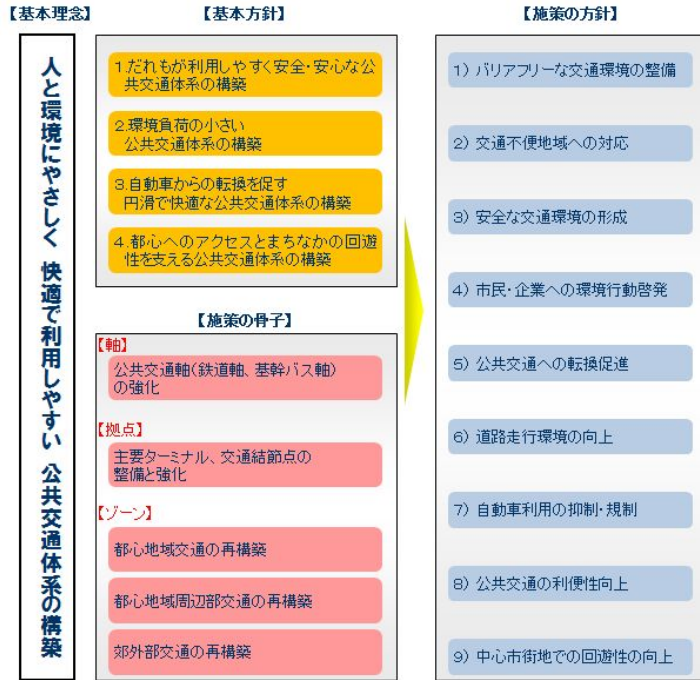 【基本理念】
人と環境にやさしく 快適で利用しやすい 公共交通体系の構築
【基本方針】
1.だれもが利用しやすく安全・安心な公
共交通体系の構築
2.環境負荷の小さい
公共交通体系の構築
3.自動車からの転換を促す
円滑で快適な公共交通体系の構築
4.都心へのアクセスとまちなかの回遊
性を支える公共交通体系の構築
【施策の骨子】
【軸】
公共交通軸(鉄道軸、基幹バス軸)
の強化
【拠点】
主要ターミナル、交通結節点の
整備と強化
【ゾーン】
都心地域交通の再構築
都心地域周辺部交通の再構築
郊外部交通の再構築
【施策の方針】
1）バリアフリーな交通環境の整備
2）交通不便地域への対応
3）安全な交通環境の形成
4）市民・企業への環境行動啓発
5）公共交通への転換促進
6）道路走行環境の向上
7）自動車利用の抑制・規制
8）公共交通の利便性向上
9）中心市街地での回遊性の向上